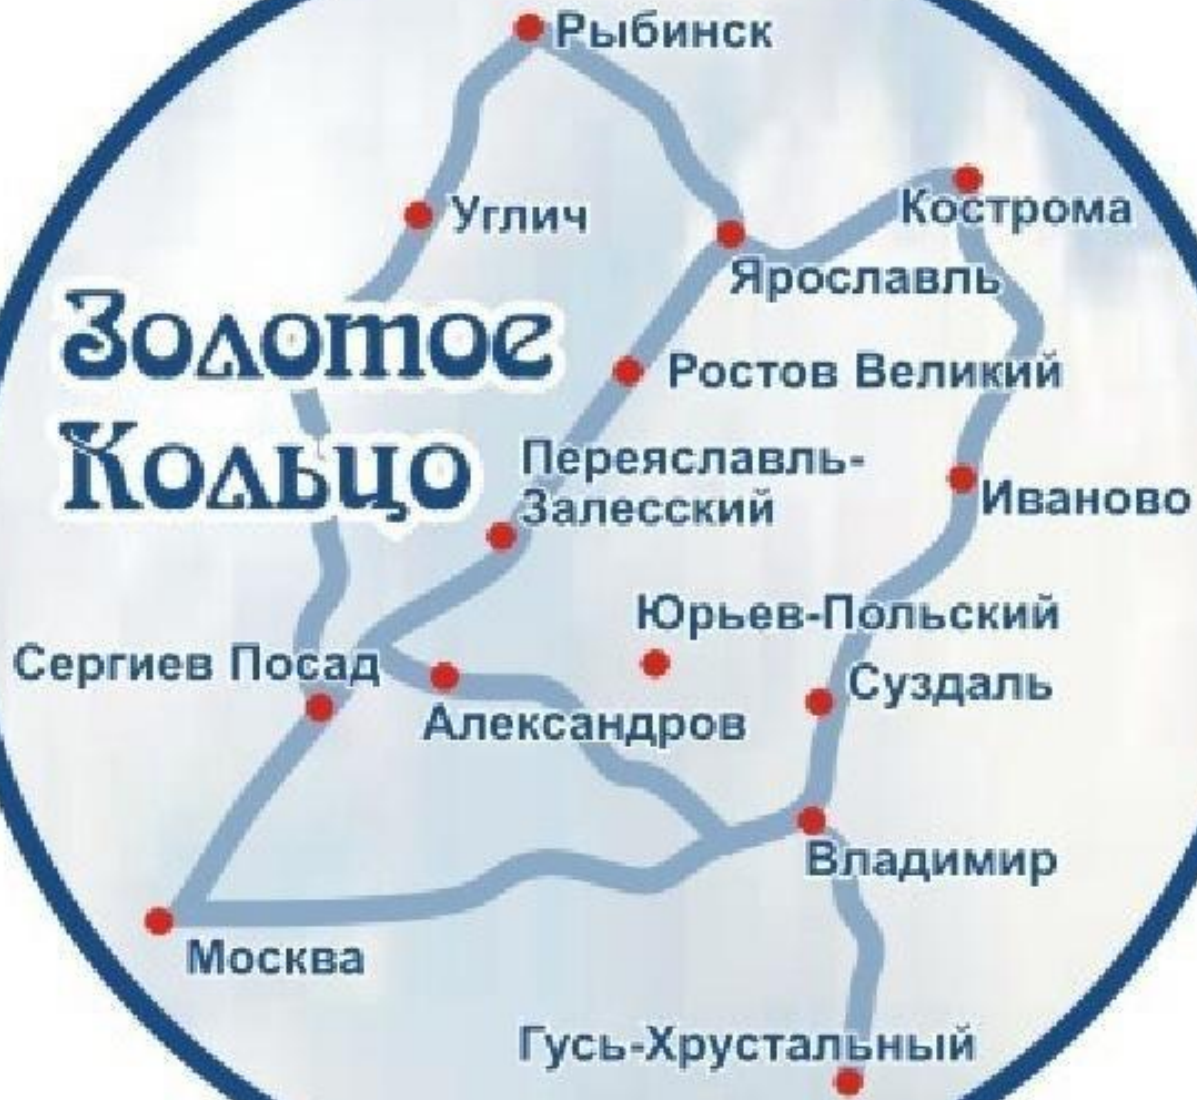 Рыбинск
Углич
Кострома
Ярославль
Золотое
Кольцо
Ростов Великий
Переяславль-
Залесский
Иваново
Юрьев-Польский
Сергиев Посад
Суздаль
Александров
Владимир
Москва
Гусь-Хрустальный